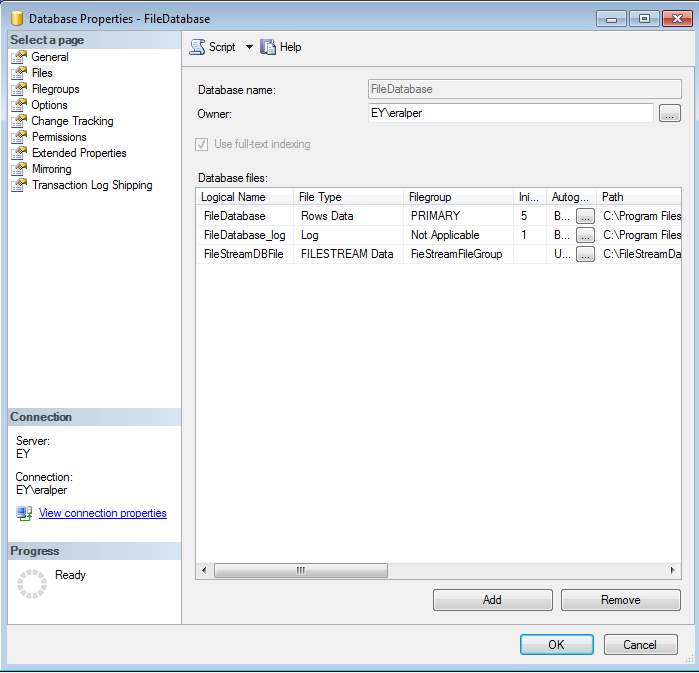 Database Properties - FileDatabase
Select a page
General
Files
Filegroups
Options
Change Tracking
Permissions
Extended Properties
Mirroring
Transaction Log Shipping
Connection
Server:
EY
Connection:
EY\eralper
View connection properties
Progress
Ready
Script Help
Database name: FileDatabase
Owner: EY\eralper ...
Use full-text indexing
Database files:
Logical Name File Type Filegroup Ini... Autog... Path
FileDatabase Rows Data PRIMARY 5 B... ... C:\Program Files
FileDatabase_log Log Not Applicable 1 B... ... C:\Program Files
FileStreamDBFile FILESTREAM Data FieStreamFileGroup U... ... C:\FileStreamDa
Add Remove
OK Cancel